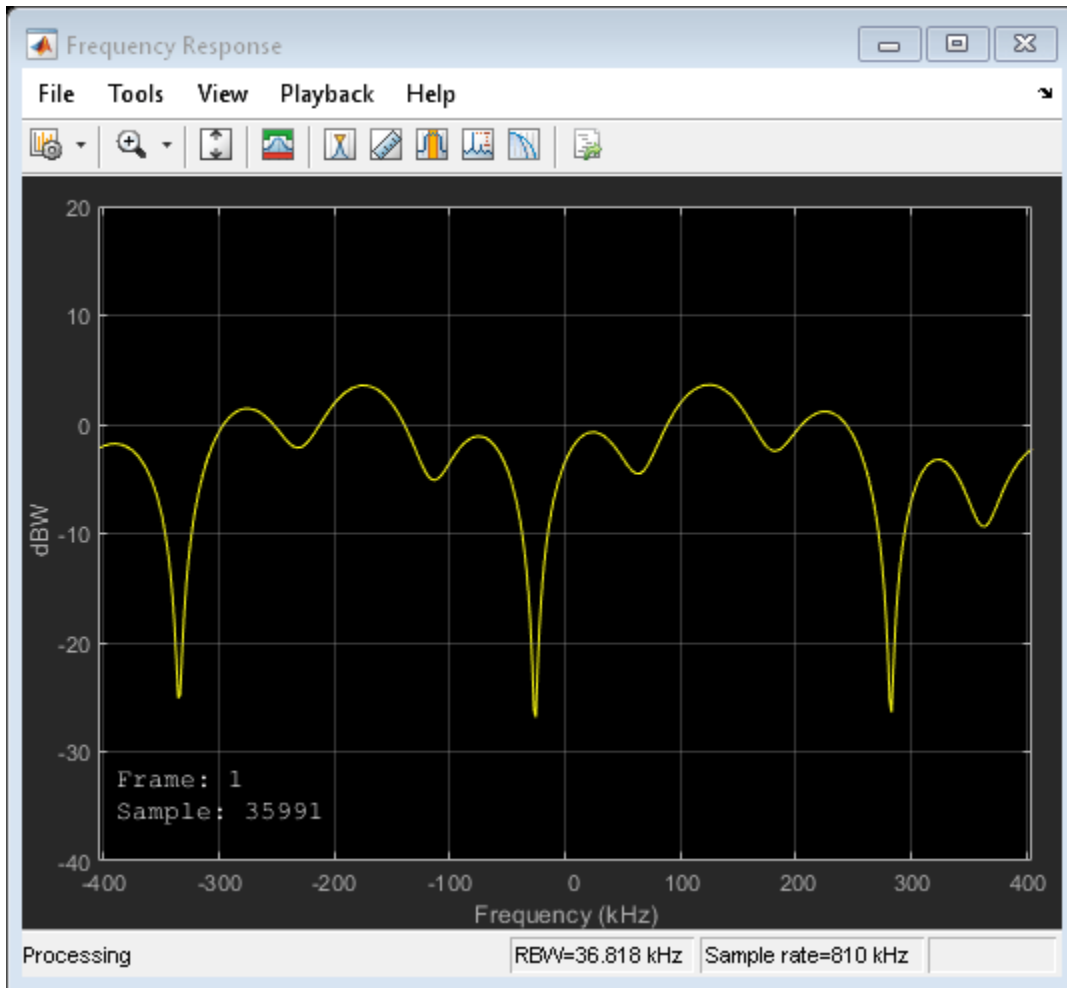 Frequency Response
File Tools View Playback Help
20
10
0
-10
-20
-30
-40
dBW
Frame: 1
Sample: 35991
-400 -300 -200 -100 0 100 200 300 400
Frequency (kHz)
Processing RBW=36.818 kHz Sample rate=810 kHz